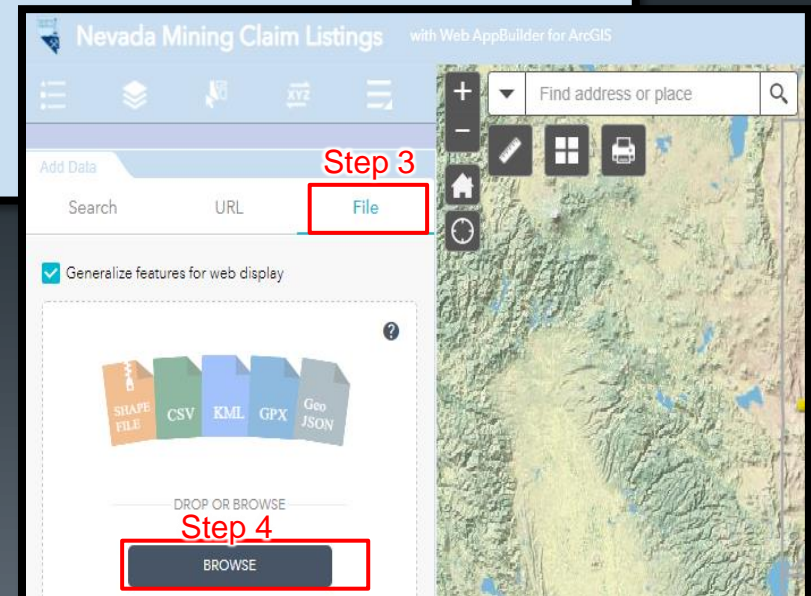 Nevada Mining Claim Listings with Web AppBuilder for ArcGIS
XYZ
Find address or place
Add Data
Step 3
Search URL File
Generalize features for web display
?
SHAPE FILE CSV KML GPX Geo JSON
DROP OR BROWSE
Step 4
BROWSE